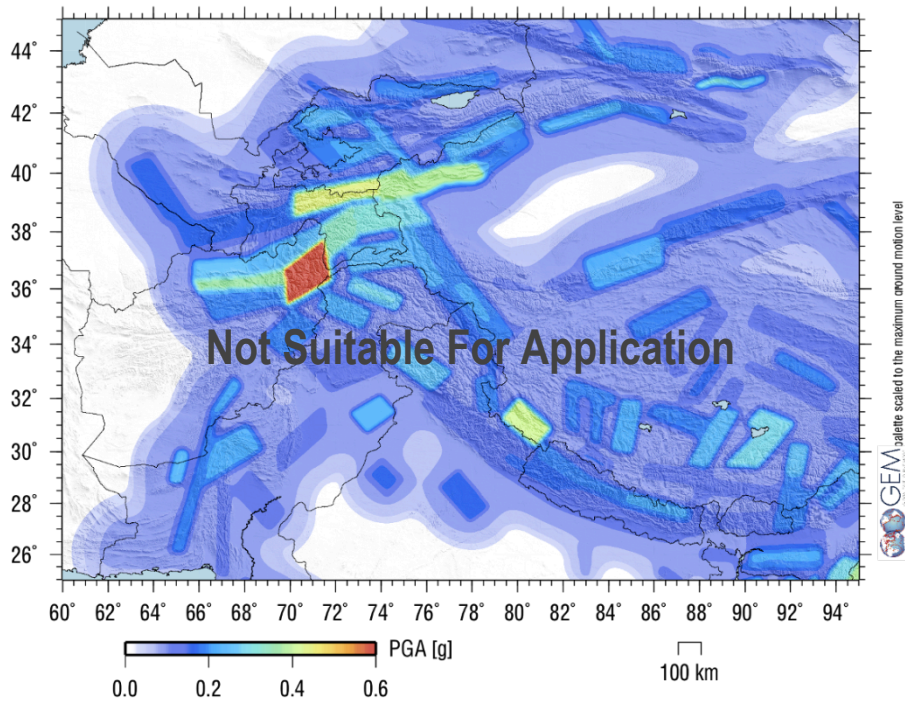 44°
42°
40°
38°
36°
34°
32°
30°
28°
26°
Not Suitable For Application
60° 62° 64° 66° 68° 70° 72° 74° 76° 78° 80° 82° 84° 86° 88° 90° 92° 94°
PGA [g]
0.0 0.2 0.4 0.6
100 km
palette scaled to the maximum ground motion level
GEM